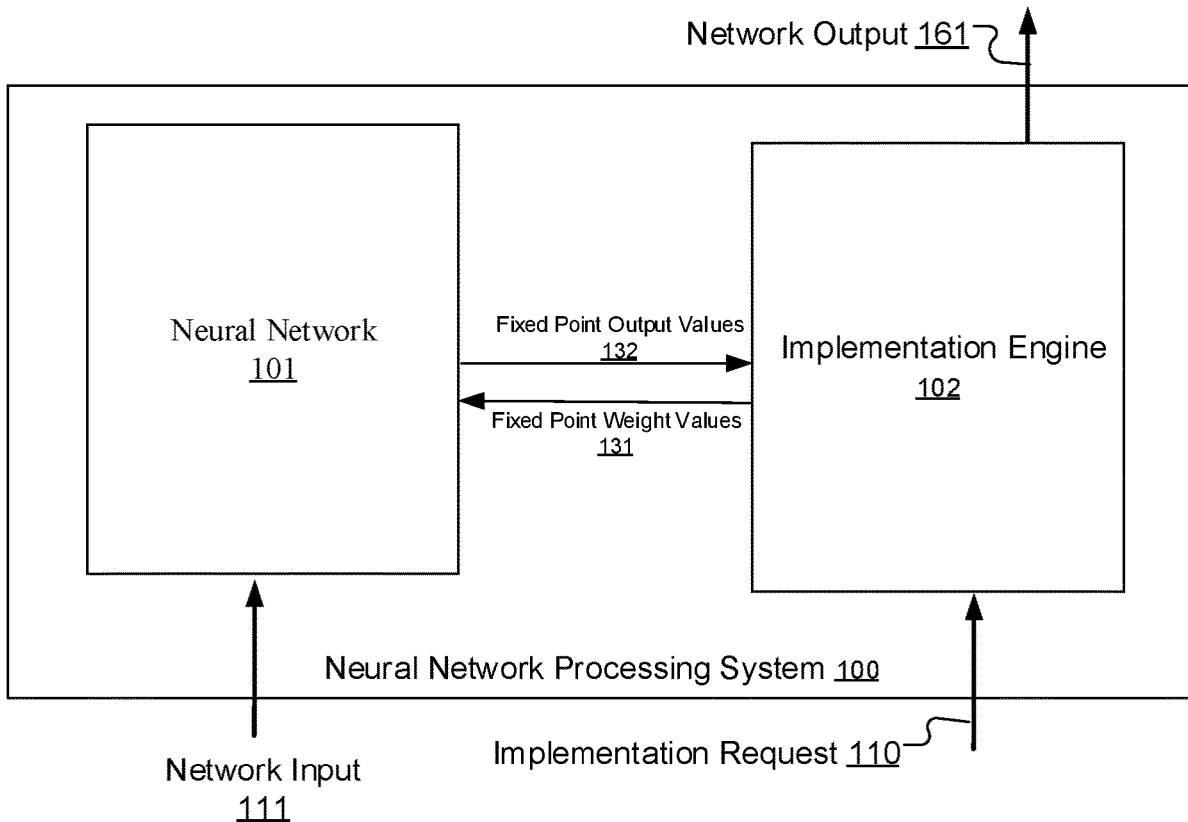 Network Output 161
Neural Network
101
Fixed Point Output Values
132
Fixed Point Weight Values
131
Implementation Engine
102
Neural Network Processing System 100
Implementation Request 110
Network Input
111